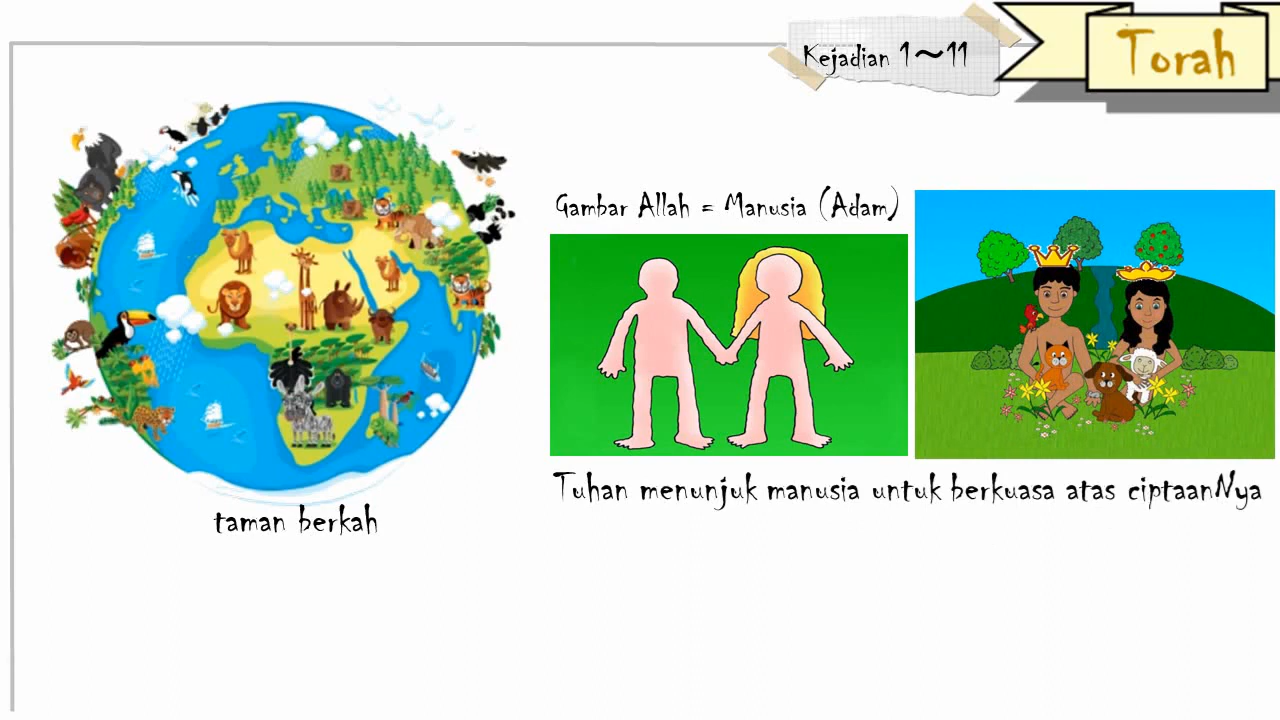 Kejadian 1~11
Torah
Gambar Allah = Manusia (Adam)
Tuhan menunjuk manusia untuk berkuasa atas ciptaanNya
taman berkah